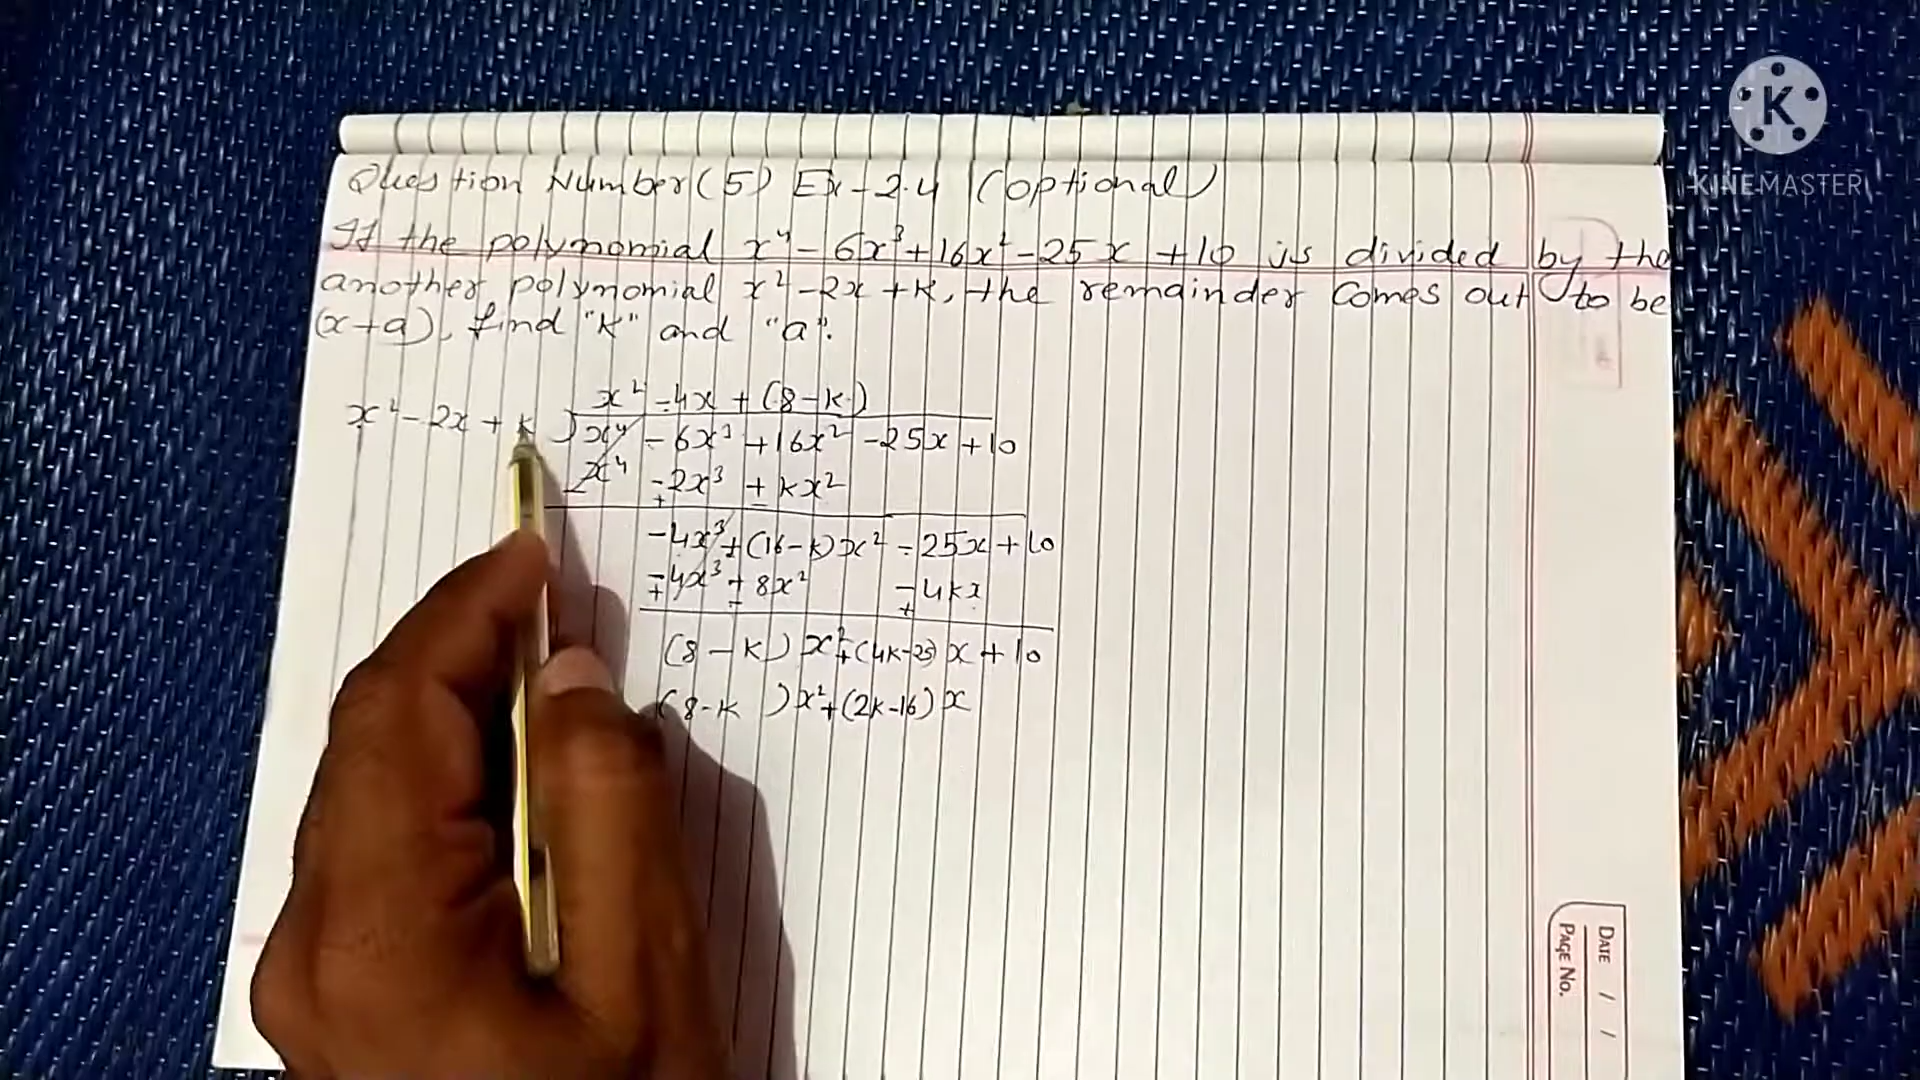 Question Number(5) Ex-2.4 (optional)
If the polynomial x⁴ - 6x³ + 16x² - 25x + 10 is divided by the
another polynomial x² - 2x + k, the remainder comes out to be
(x+a), find "k" and "a".
x² - 4x + (8-k)
x² - 2x + k ) x⁴ - 6x³ + 16x² - 25x + 10
x⁴ - 2x³ + kx²
- + -
-4x³ + (16-k)x² - 25x + 10
-4x³ + 8x² - 4kx
+ - +
(8-k)x² + (4k-25)x + 10
(8-k)x² + (2k-16)x
K
KINEMASTER
DATE / /
PAGE NO.